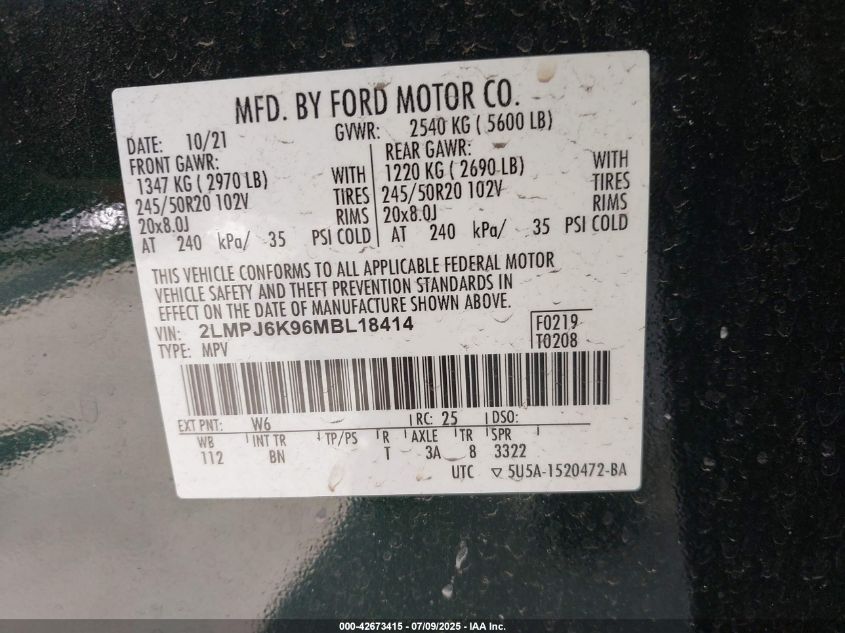 MFD. BY FORD MOTOR CO.
DATE: 10/21 GVWR: 2540 KG ( 5600 LB)
FRONT GAWR: REAR GAWR:
1347 KG ( 2970 LB) WITH 1220 KG ( 2690 LB) WITH
245/50R20 102V TIRES 245/50R20 102V TIRES
20x8.0J RIMS 20x8.0J RIMS
AT 240 kPa/ 35 PSI COLD AT 240 kPa/ 35 PSI COLD
THIS VEHICLE CONFORMS TO ALL APPLICABLE FEDERAL MOTOR
VEHICLE SAFETY AND THEFT PREVENTION STANDARDS IN
EFFECT ON THE DATE OF MANUFACTURE SHOWN ABOVE.
VIN: 2LMPJ6K96MBL18414 F0219
TYPE: MPV T0208
EXT PNT: W6 RC: 25 DSO:
WB INT TR TP/PS R AXLE TR SPR
112 BN T 3A 8 3322
UTC ▽ 5U5A-1520472-BA
000-42673415 - 07/09/2025 - IAA Inc.